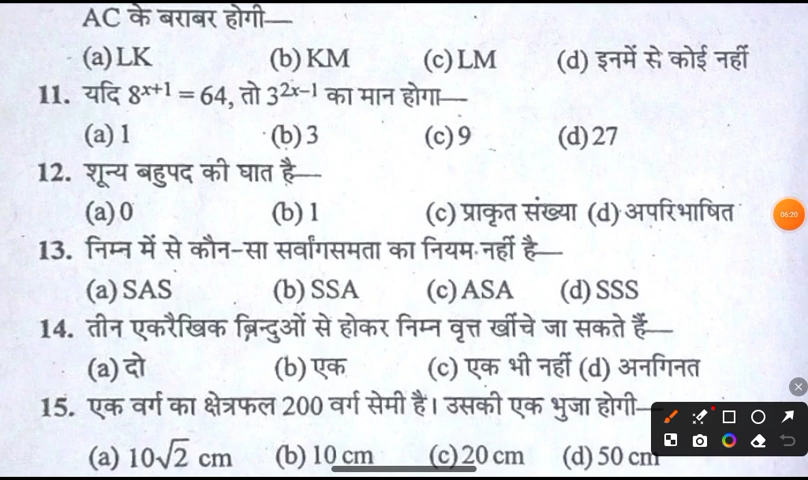 AC के बराबर होगी—
(a) LK (b) KM (c) LM (d) इनमें से कोई नहीं
11. यदि 8^{x+1} = 64, तो 3^{2x–1} का मान होगा—
(a) 1 (b) 3 (c) 9 (d) 27
12. शून्य बहुपद की घात है—
(a) 0 (b) 1 (c) प्राकृत संख्या (d) अपरिभाषित
06:20
13. निम्न में से कौन-सा सर्वांगसमता का नियम नहीं है—
(a) SAS (b) SSA (c) ASA (d) SSS
14. तीन एकरैखिक बिन्दुओं से होकर निम्न वृत्त खींचे जा सकते हैं—
(a) दो (b) एक (c) एक भी नहीं (d) अनगिनत
15. एक वर्ग का क्षेत्रफल 200 वर्ग सेमी है। उसकी एक भुजा होगी—
(a) 10√2 cm (b) 10 cm (c) 20 cm (d) 50 cm